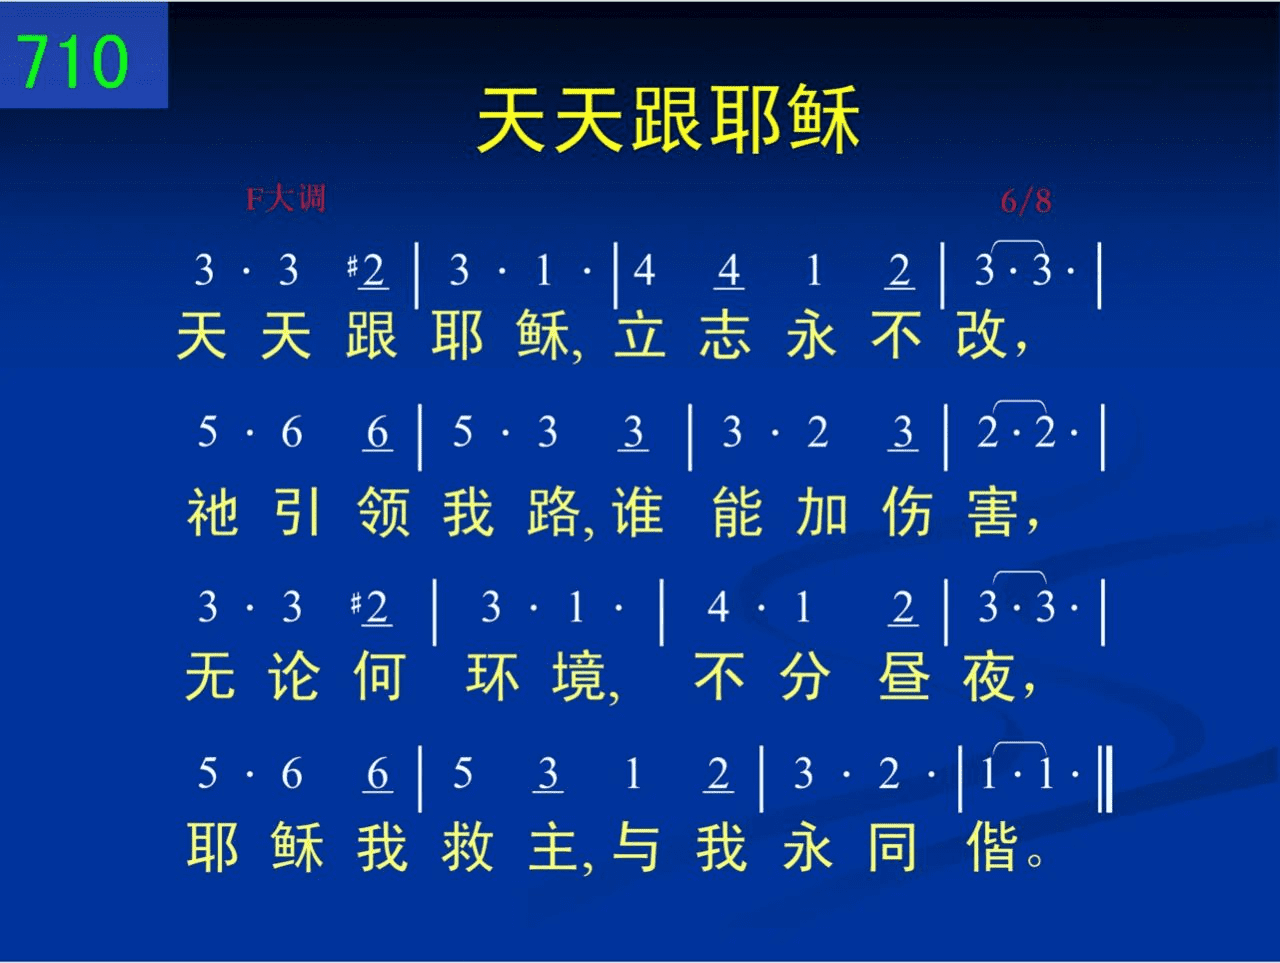 710
天天跟耶稣
F大调 6/8
3 · 3 #2 | 3 · 1 · | 4 4 1 2 | 3 · 3 · |
天天跟耶稣,立志永不改，
5 · 6 6 | 5 · 3 3 | 3 · 2 3 | 2 · 2 · |
祂引领我路,谁能加伤害，
3 · 3 #2 | 3 · 1 · | 4 · 1 2 | 3 · 3 · |
无论何环境,不分昼夜，
5 · 6 6 | 5 3 1 2 | 3 · 2 · | 1 · 1 · ‖
耶稣我救主,与我永同偕。